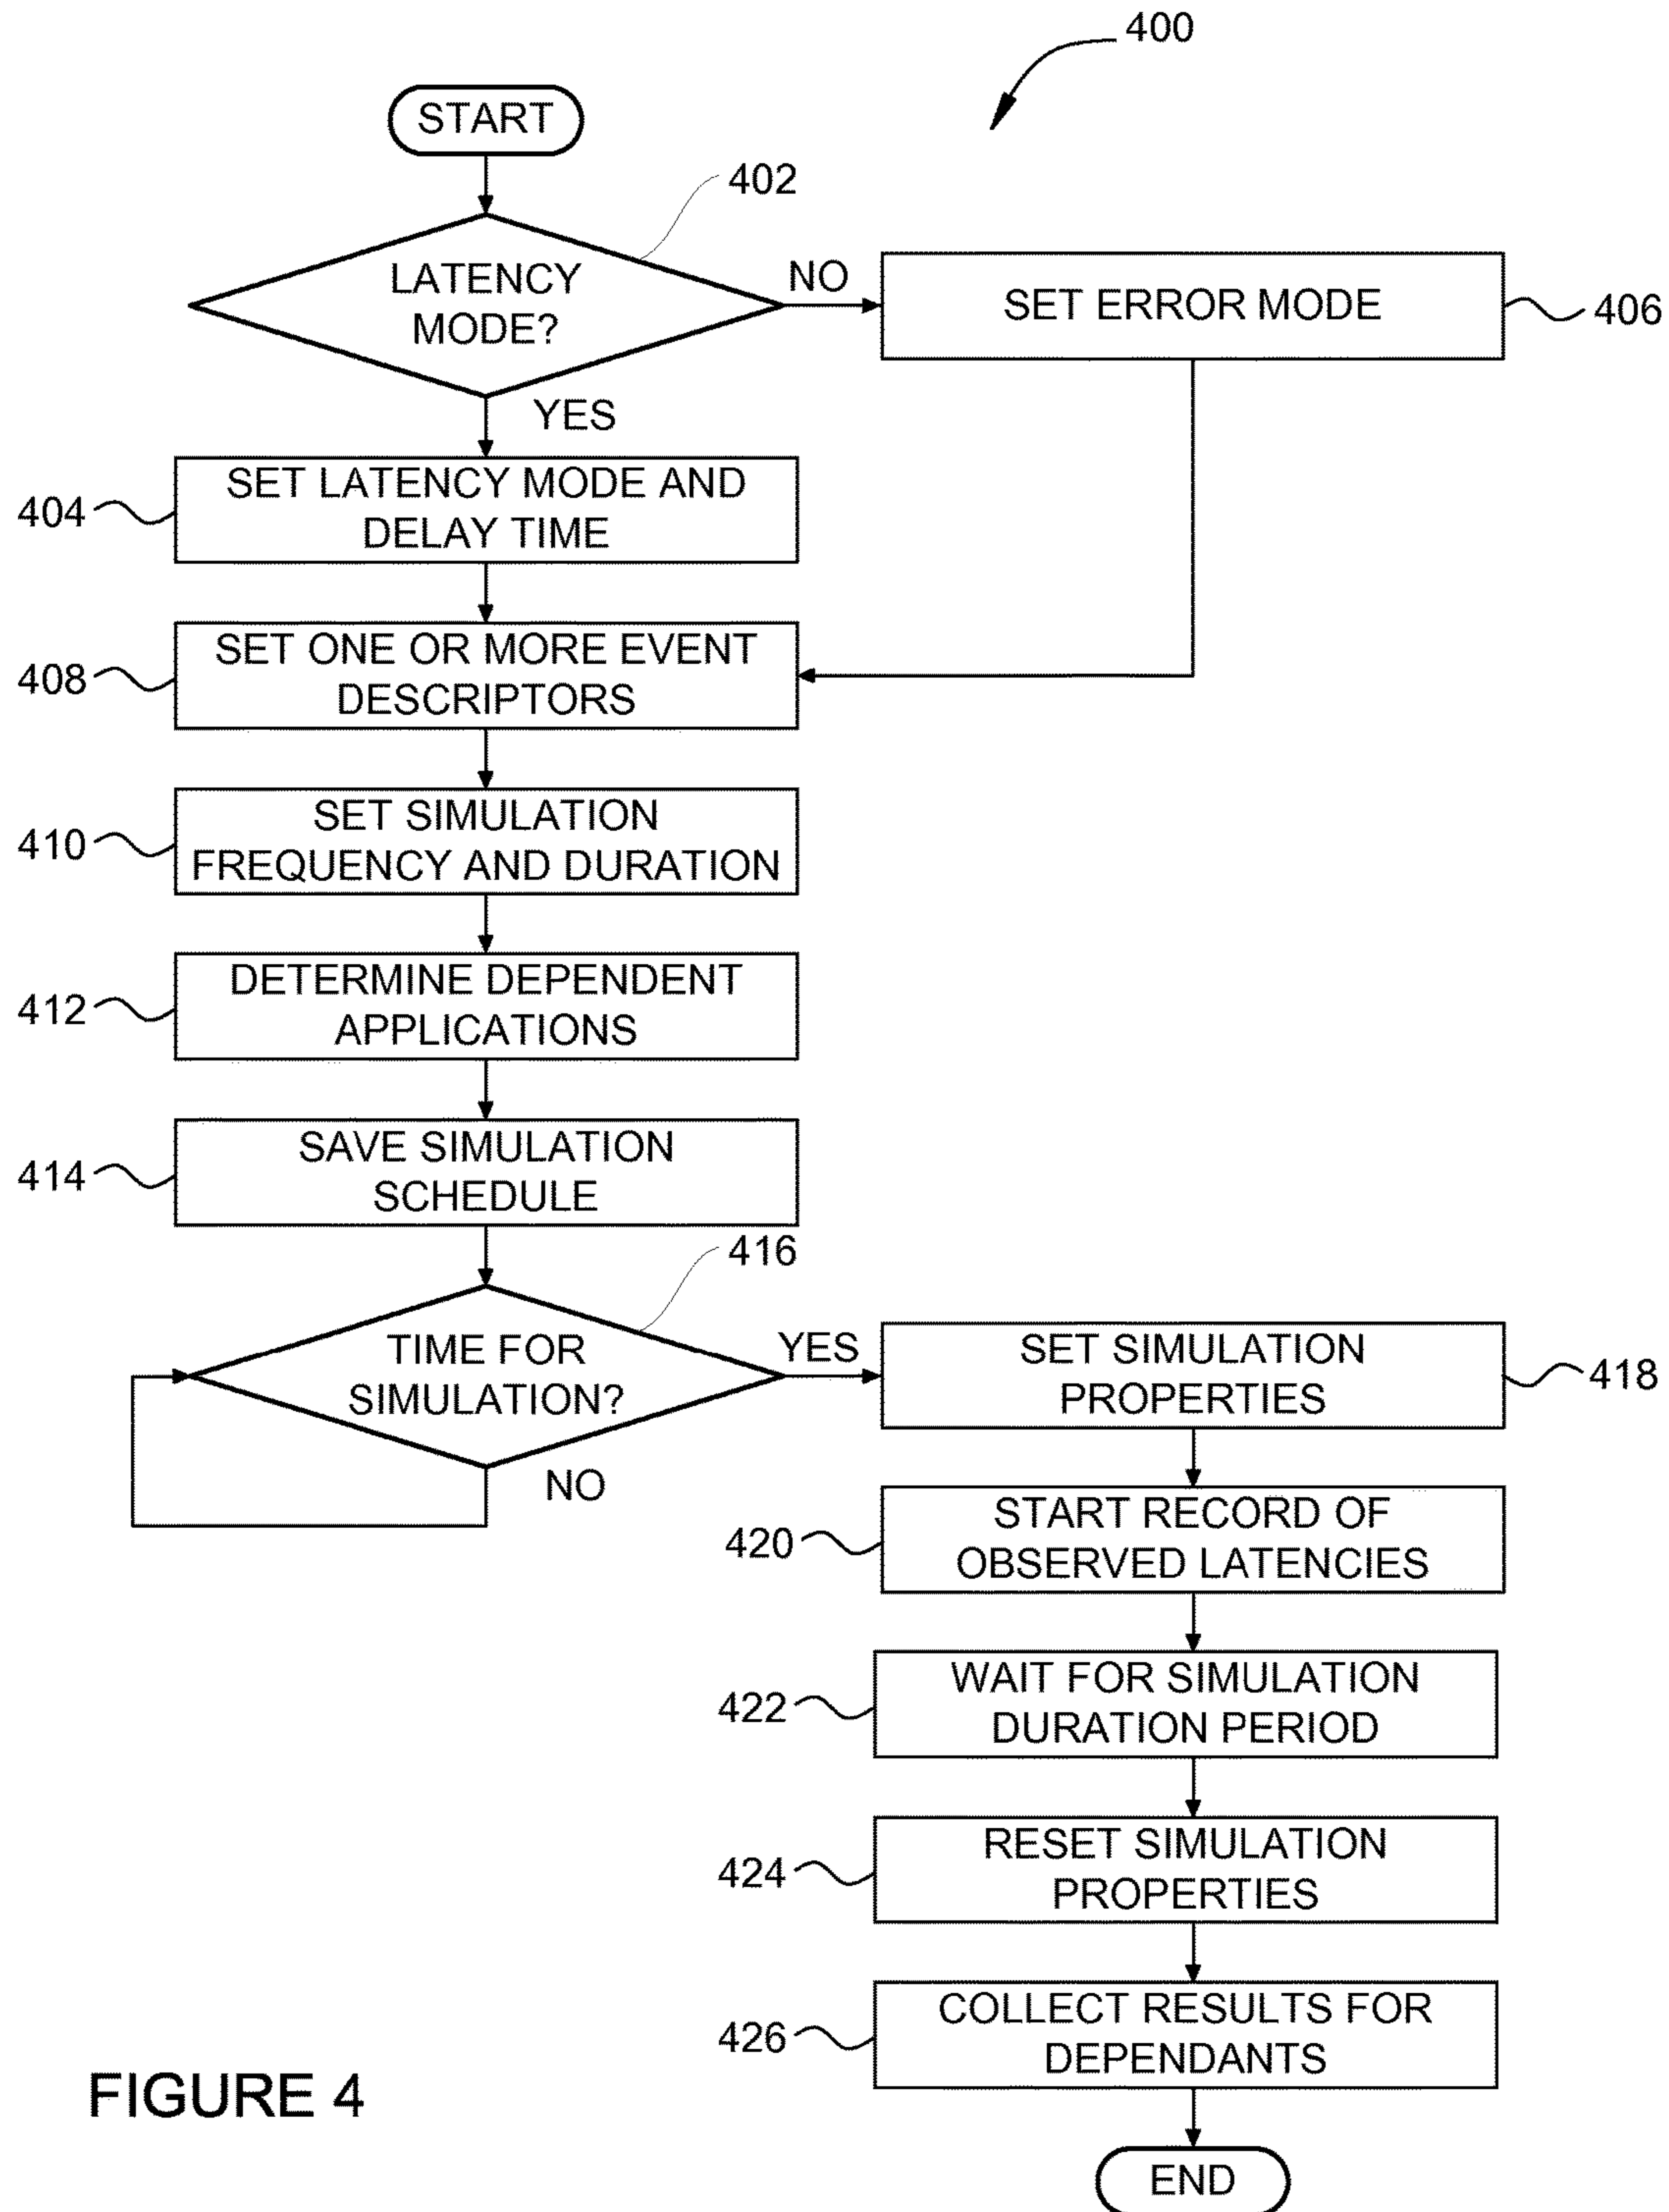 400
START
402
LATENCY
MODE?
NO
SET ERROR MODE
406
YES
404
SET LATENCY MODE AND
DELAY TIME
408
SET ONE OR MORE EVENT
DESCRIPTORS
410
SET SIMULATION
FREQUENCY AND DURATION
412
DETERMINE DEPENDENT
APPLICATIONS
414
SAVE SIMULATION
SCHEDULE
416
TIME FOR
SIMULATION?
YES
NO
SET SIMULATION
PROPERTIES
418
420
START RECORD OF
OBSERVED LATENCIES
422
WAIT FOR SIMULATION
DURATION PERIOD
424
RESET SIMULATION
PROPERTIES
426
COLLECT RESULTS FOR
DEPENDANTS
END
FIGURE 4